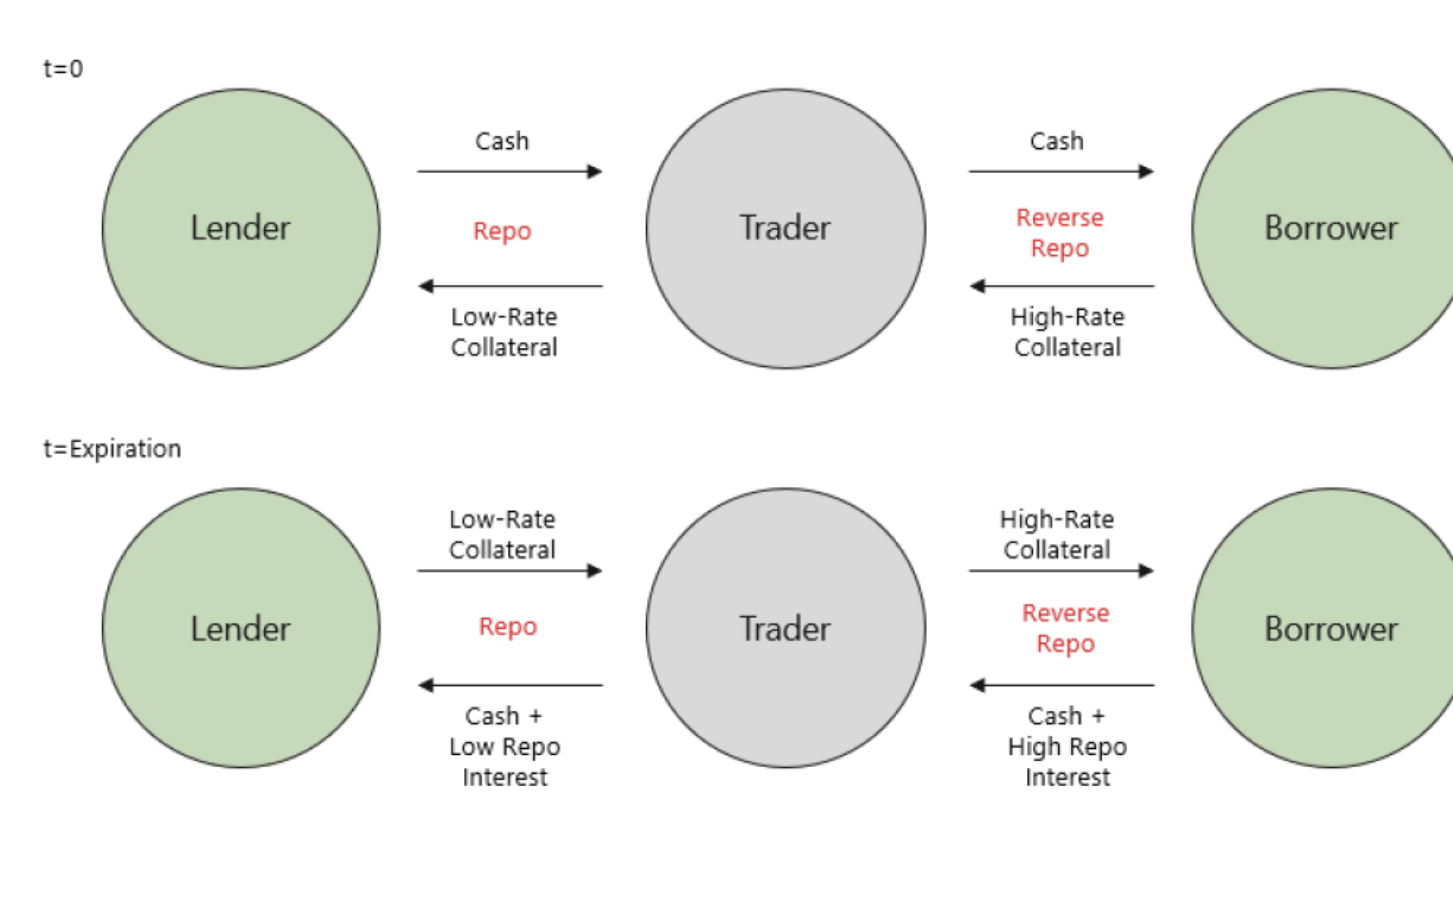 t=0
Cash
Cash
Lender
Repo
Trader
Reverse
Repo
Borrower
Low-Rate
Collateral
High-Rate
Collateral
t=Expiration
Low-Rate
Collateral
High-Rate
Collateral
Lender
Repo
Trader
Reverse
Repo
Borrower
Cash +
Low Repo
Interest
Cash +
High Repo
Interest